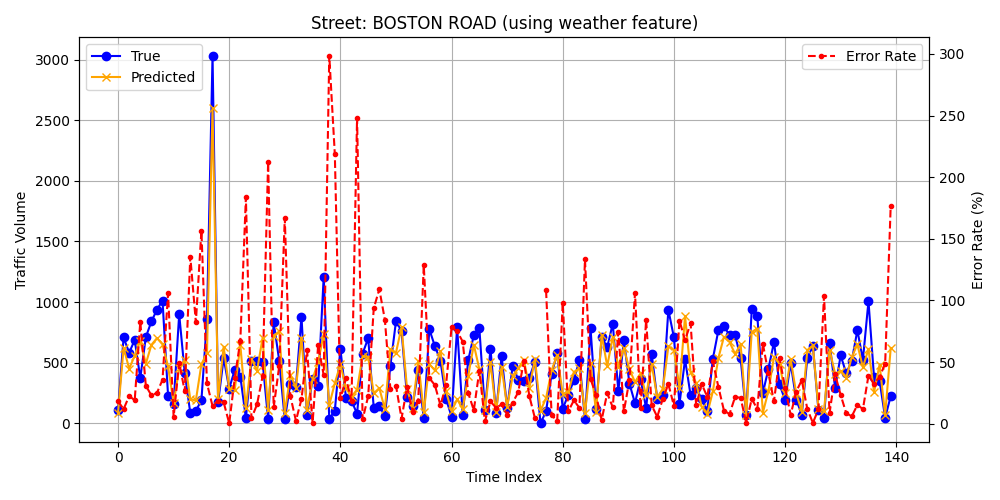 Street: BOSTON ROAD (using weather feature)
True
Predicted
Error Rate
3000
2500
2000
1500
1000
500
0
300
250
200
150
100
50
0
Traffic Volume
Error Rate (%)
0 20 40 60 80 100 120 140
Time Index